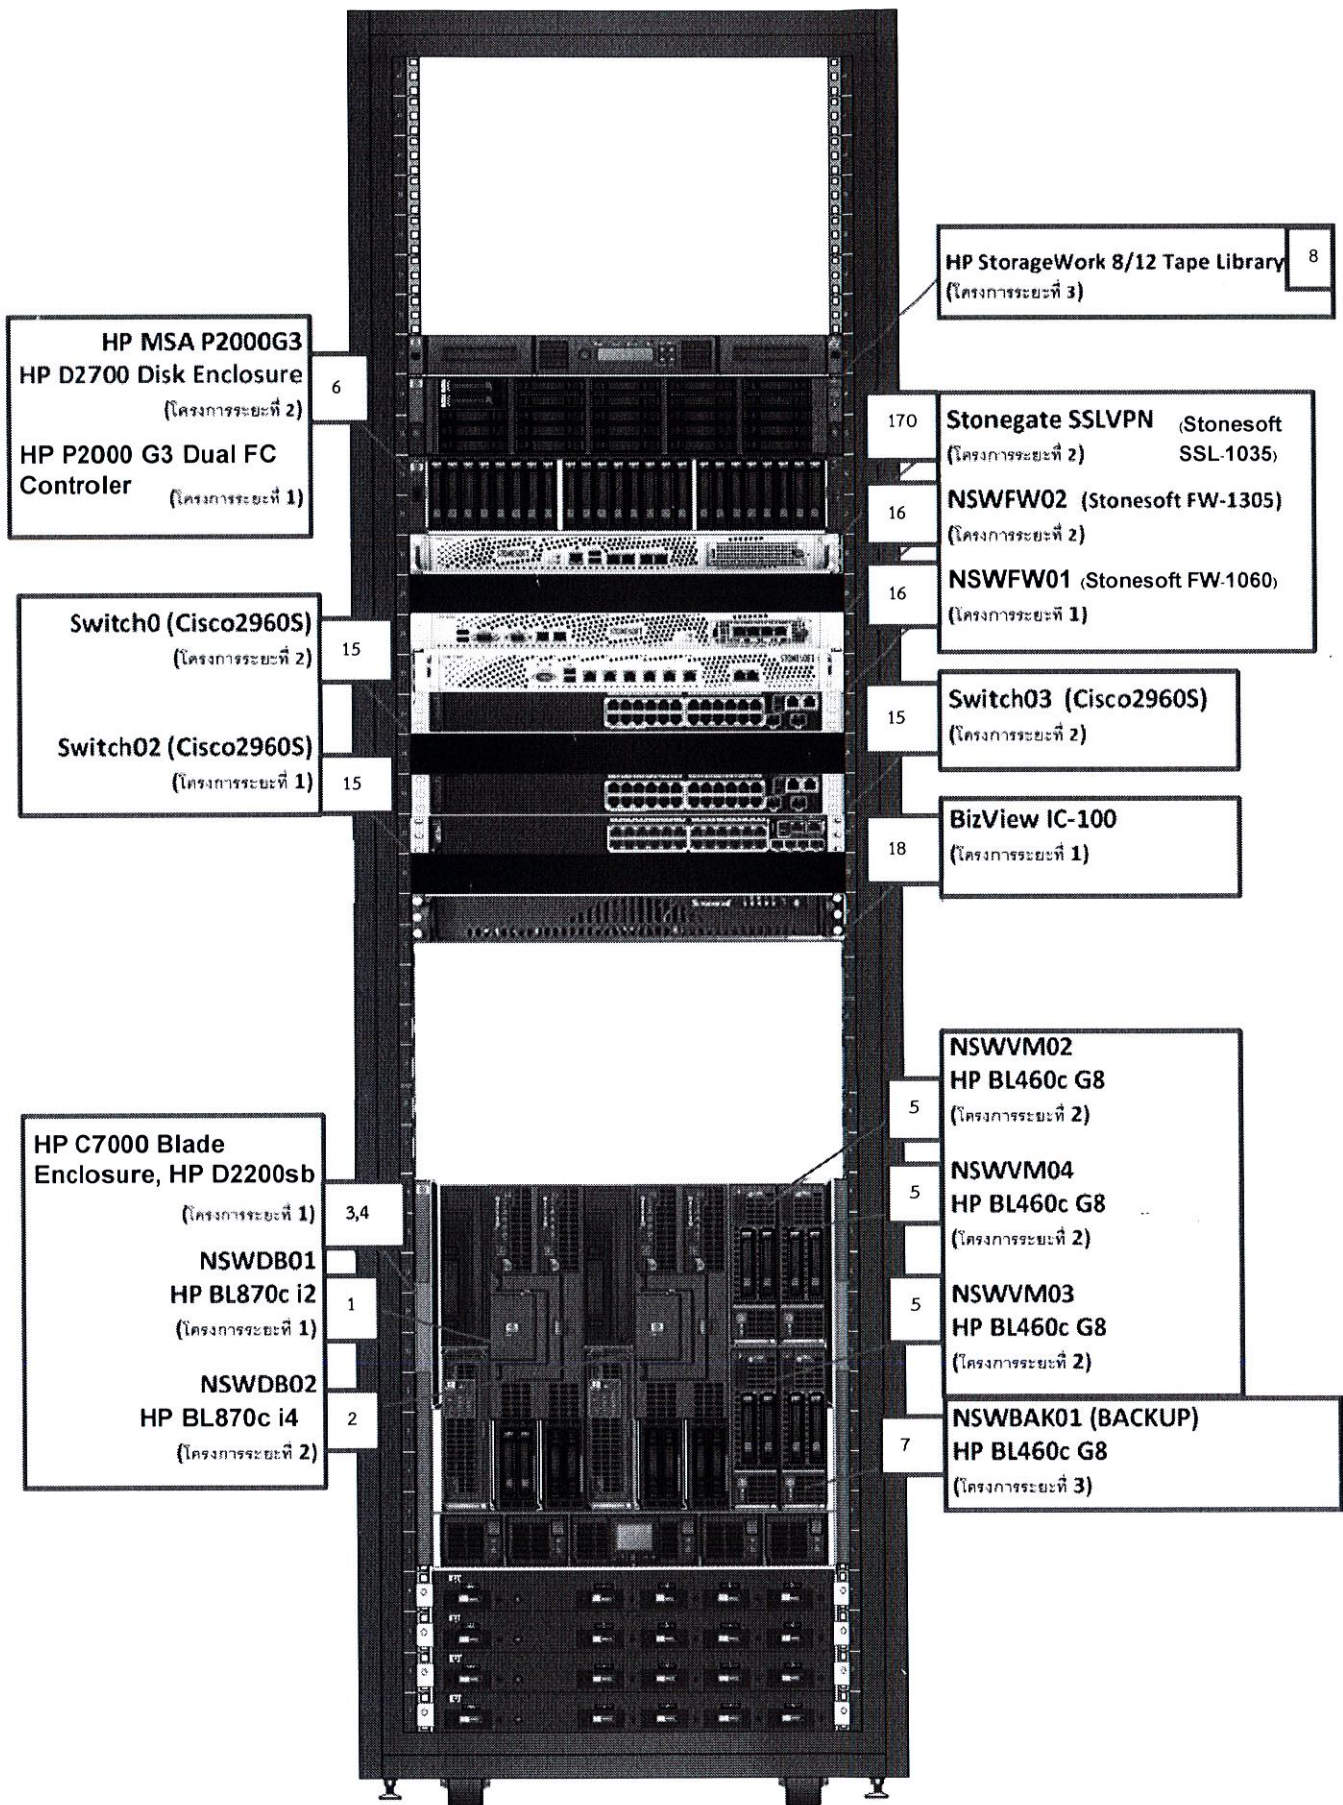 HP StorageWork 8/12 Tape Library
8
(โครงการระยะที่ 3)
HP MSA P2000G3
HP D2700 Disk Enclosure
(โครงการระยะที่ 2)
6
HP P2000 G3 Dual FC
Controler
(โครงการระยะที่ 1)
170
Stonegate SSLVPN (Stonesoft
SSL-1035)
(โครงการระยะที่ 2)
16
NSWFW02 (Stonesoft FW-1305)
(โครงการระยะที่ 2)
16
NSWFW01 (Stonesoft FW-1060)
(โครงการระยะที่ 1)
STONESOFT
STONESOFT
STONESOFT
Switch0 (Cisco2960S)
(โครงการระยะที่ 2)
15
Switch02 (Cisco2960S)
(โครงการระยะที่ 1)
15
15
Switch03 (Cisco2960S)
(โครงการระยะที่ 2)
18
BizView IC-100
(โครงการระยะที่ 1)
HP C7000 Blade
Enclosure, HP D2200sb
(โครงการระยะที่ 1)
3,4
NSWDB01
HP BL870c i2
(โครงการระยะที่ 1)
1
NSWDB02
HP BL870c i4
(โครงการระยะที่ 2)
2
5
NSWVM02
HP BL460c G8
(โครงการระยะที่ 2)
5
NSWVM04
HP BL460c G8
(โครงการระยะที่ 2)
5
NSWVM03
HP BL460c G8
(โครงการระยะที่ 2)
7
NSWBAK01 (BACKUP)
HP BL460c G8
(โครงการระยะที่ 3)